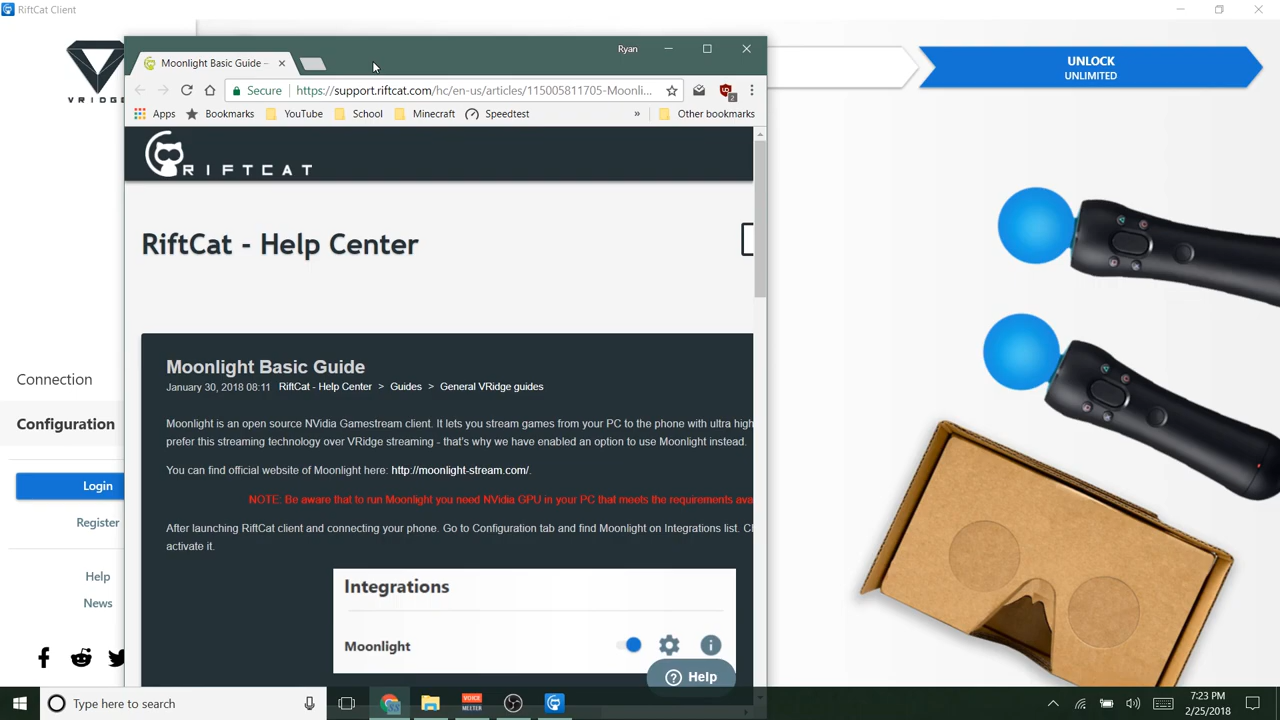 RiftCat Client
VRIDGE
UNLOCK
UNLIMITED
Connection
Configuration
Login
Register
Help
News
Moonlight Basic Guide –
Ryan
Secure
https://support.riftcat.com/hc/en-us/articles/115005811705-Moonli...
Apps
Bookmarks
YouTube
School
Minecraft
Speedtest
»
Other bookmarks
RIFTCAT
RiftCat - Help Center
Moonlight Basic Guide
January 30, 2018 08:11 RiftCat - Help Center > Guides > General VRidge guides
Moonlight is an open source NVidia Gamestream client. It lets you stream games from your PC to the phone with ultra high
prefer this streaming technology over VRidge streaming - that's why we have enabled an option to use Moonlight instead.
You can find official website of Moonlight here: http://moonlight-stream.com/.
NOTE: Be aware that to run Moonlight you need NVidia GPU in your PC that meets the requirements ava
After launching RiftCat client and connecting your phone. Go to Configuration tab and find Moonlight on Integrations list. Cl
activate it.
Integrations
Moonlight
Help
Type here to search
VOICE
MEETER
7:23 PM
2/25/2018